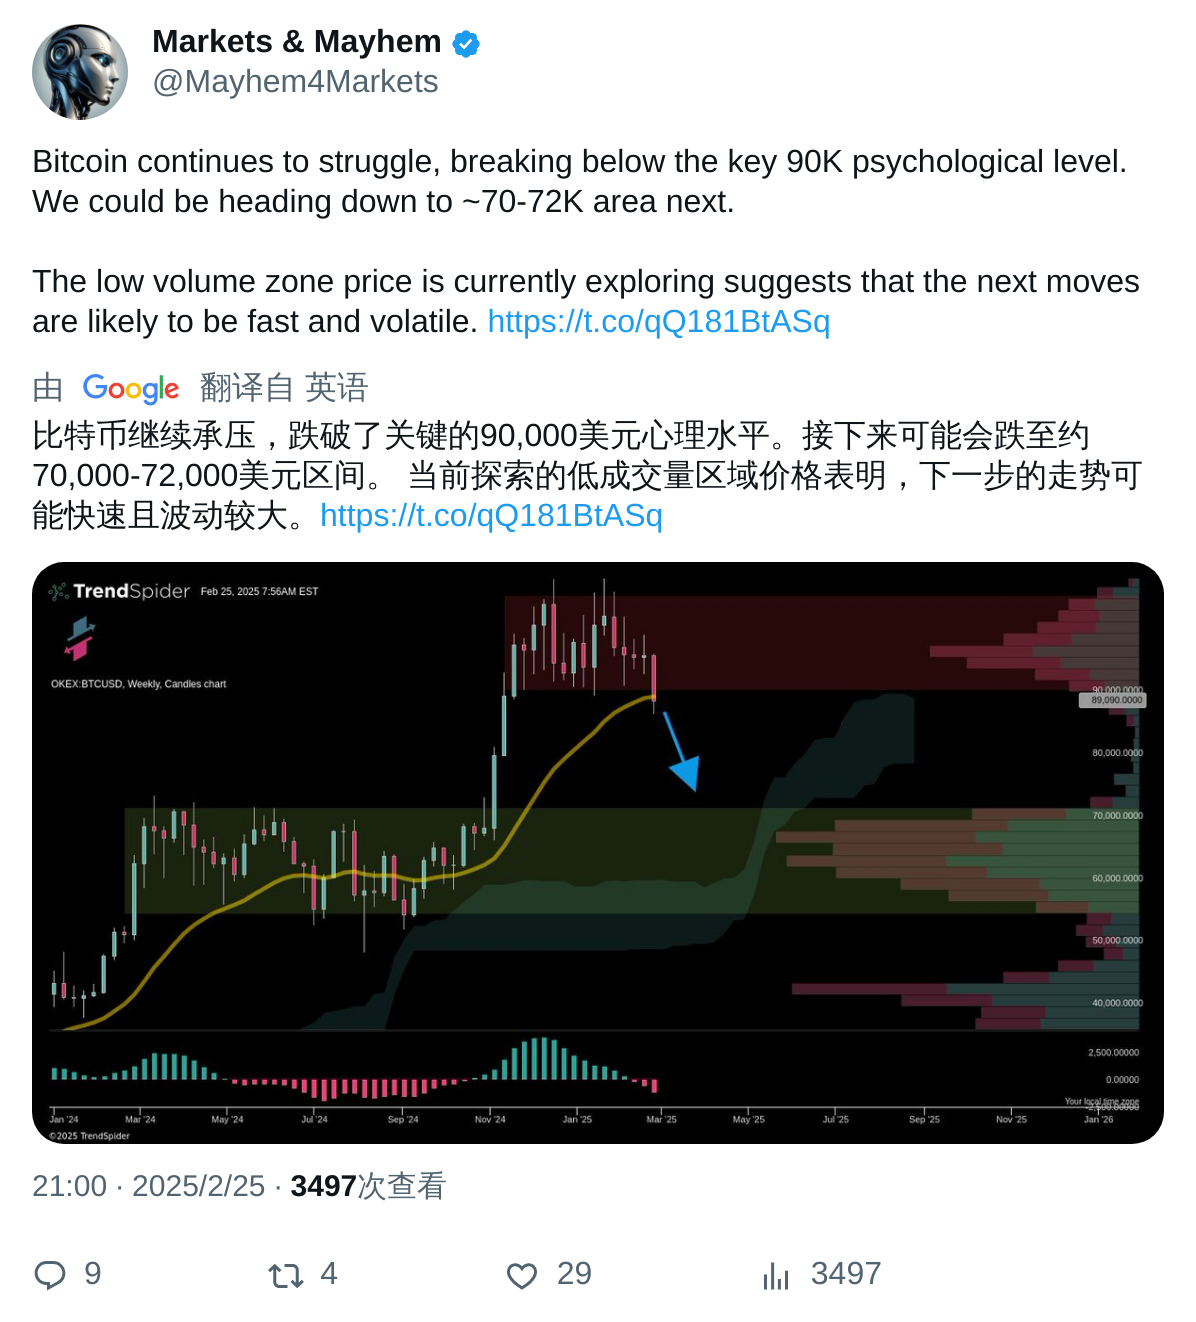 Markets & Mayhem
@Mayhem4Markets
Bitcoin continues to struggle, breaking below the key 90K psychological level.
We could be heading down to ~70-72K area next.
The low volume zone price is currently exploring suggests that the next moves
are likely to be fast and volatile. https://t.co/qQ181BtASq
由 Google 翻译自 英语
比特币继续承压，跌破了关键的90,000美元心理水平。接下来可能会跌至约
70,000-72,000美元区间。 当前探索的低成交量区域价格表明，下一步的走势可
能快速且波动较大。https://t.co/qQ181BtASq
TrendSpider Feb 25, 2025 7:56AM EST
OKEX:BTCUSD, Weekly, Candles chart
90,000.0000
89,090.0000
80,000.0000
70,000.0000
60,000.0000
50,000.0000
40,000.0000
2,500.00000
0.00000
Your local time zone
-2,500.00000
Jan '24 Mar '24 May '24 Jul '24 Sep '24 Nov '24 Jan '25 Mar '25 May '25 Jul '25 Sep '25 Nov '25 Jan '26
©2025 TrendSpider
21:00 · 2025/2/25 · 3497次查看
9 4 29 3497